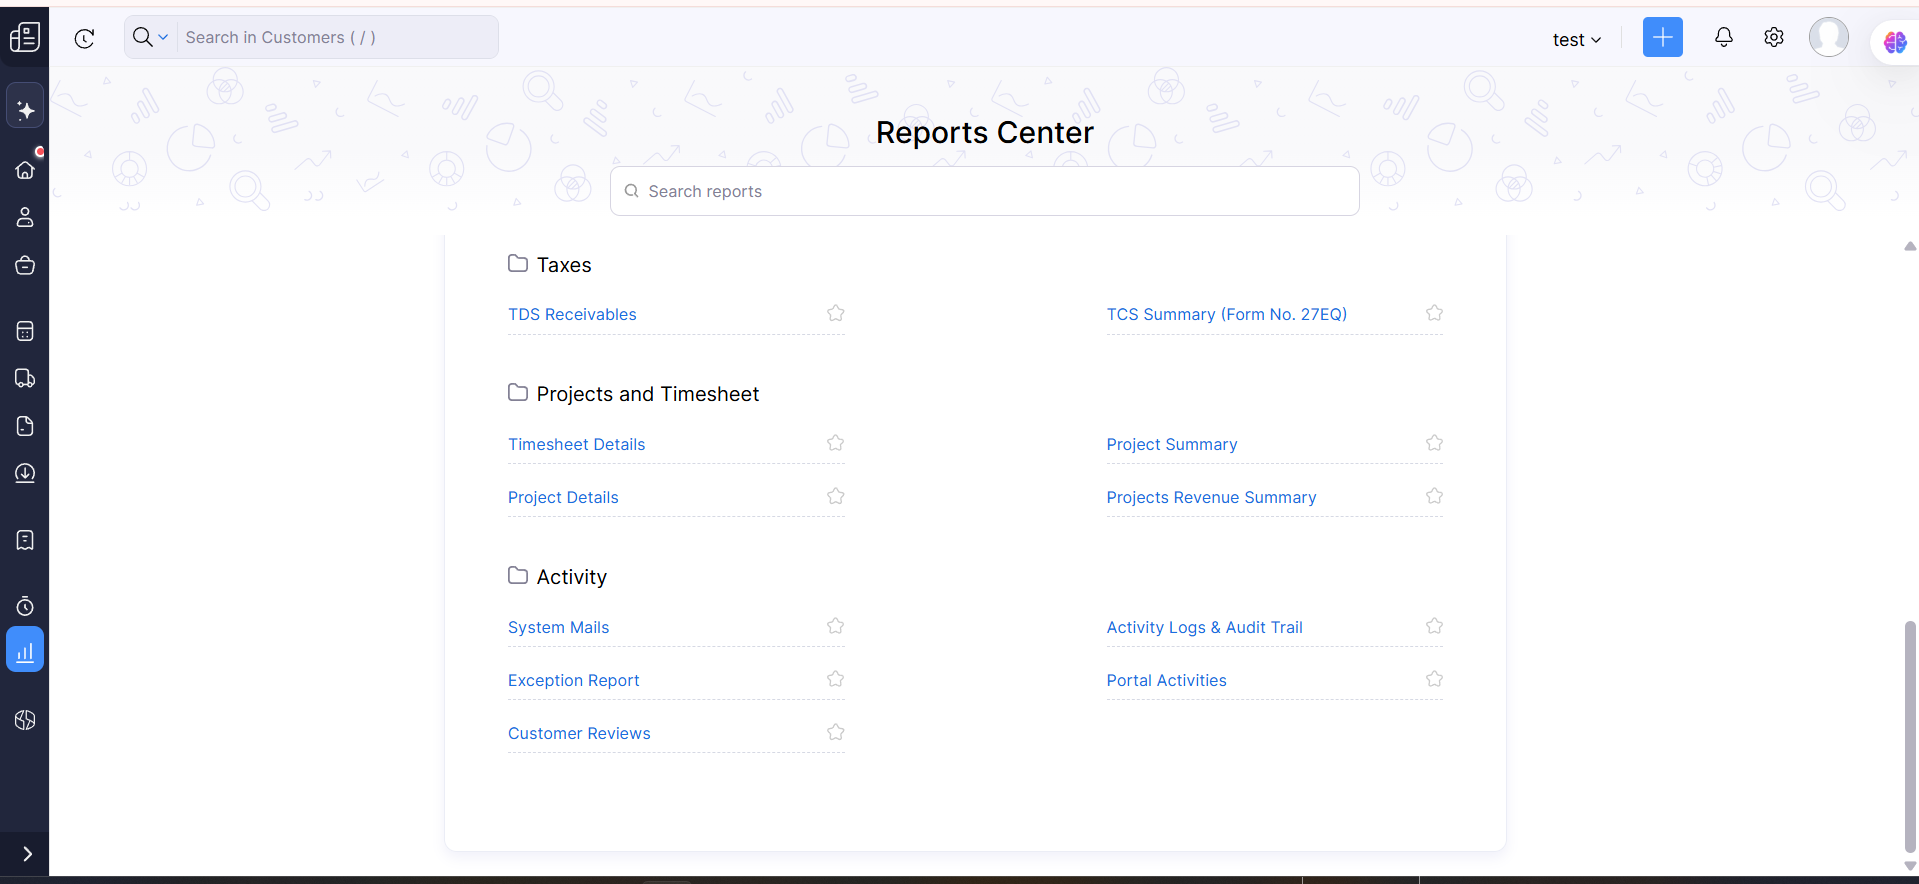 Search in Customers ( / )
test
Reports Center
Search reports
Taxes
TDS Receivables
TCS Summary (Form No. 27EQ)
Projects and Timesheet
Timesheet Details
Project Summary
Project Details
Projects Revenue Summary
Activity
System Mails
Activity Logs & Audit Trail
Exception Report
Portal Activities
Customer Reviews